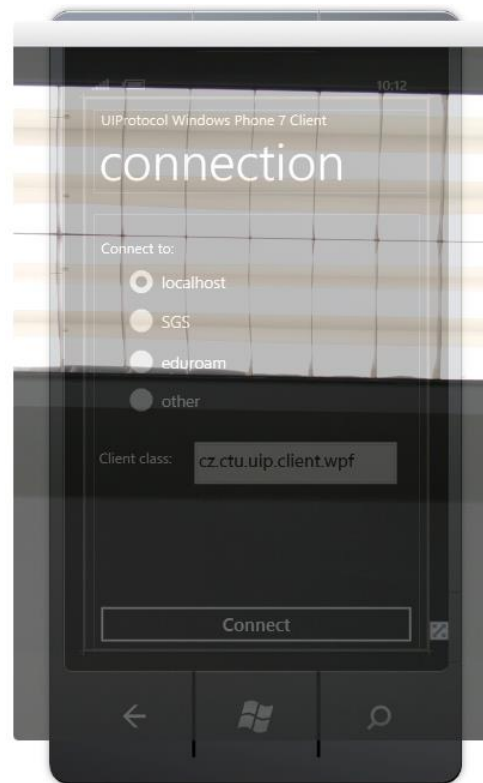 10:12
UIProtocol Windows Phone 7 Client
connection
Connect to:
localhost
SGS
eduroam
other
Client class: cz.ctu.uip.client.wpf
Connect